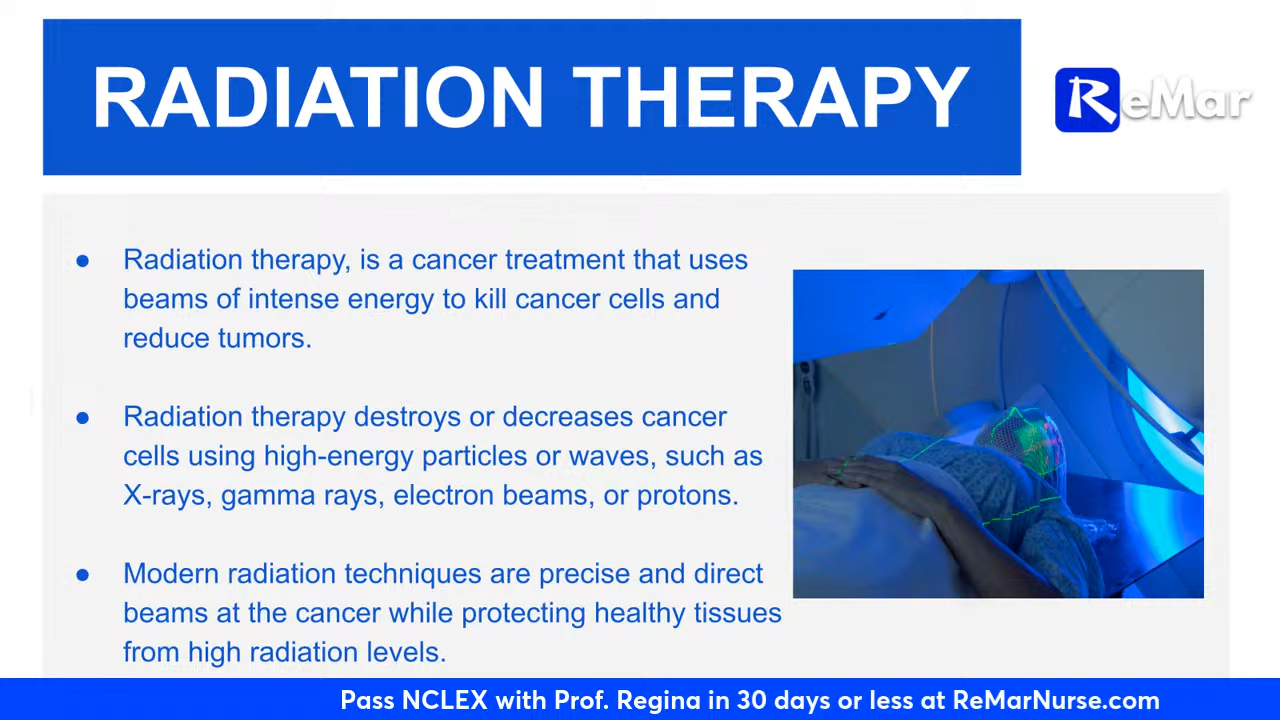 RADIATION THERAPY
ReMar
● Radiation therapy, is a cancer treatment that uses
beams of intense energy to kill cancer cells and
reduce tumors.
● Radiation therapy destroys or decreases cancer
cells using high-energy particles or waves, such as
X-rays, gamma rays, electron beams, or protons.
● Modern radiation techniques are precise and direct
beams at the cancer while protecting healthy tissues
from high radiation levels.
Pass NCLEX with Prof. Regina in 30 days or less at ReMarNurse.com